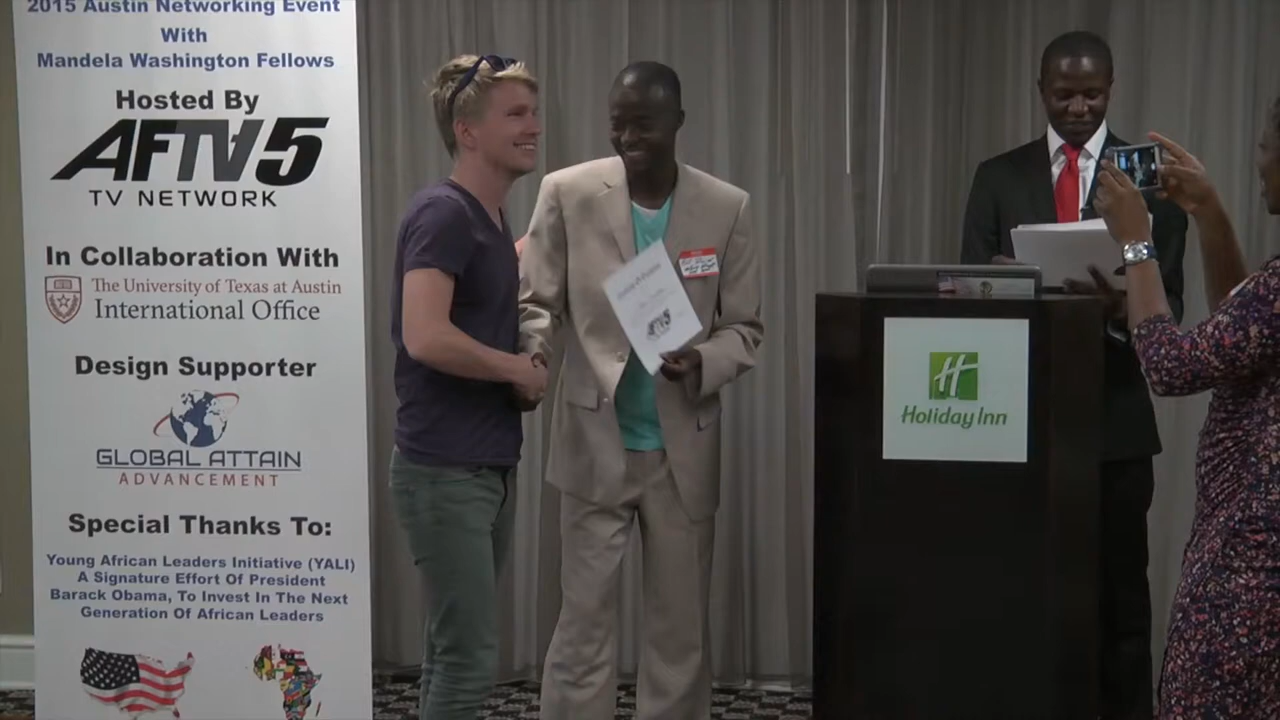 2015 Austin Networking Event
With
Mandela Washington Fellows
Hosted By
AFTV5
TV NETWORK
In Collaboration With
The University of Texas at Austin
International Office
Design Supporter
GLOBAL ATTAIN
ADVANCEMENT
Special Thanks To:
Young African Leaders Initiative (YALI)
A Signature Effort Of President
Barack Obama, To Invest In The Next
Generation Of African Leaders
AFTV5
H
Holiday Inn